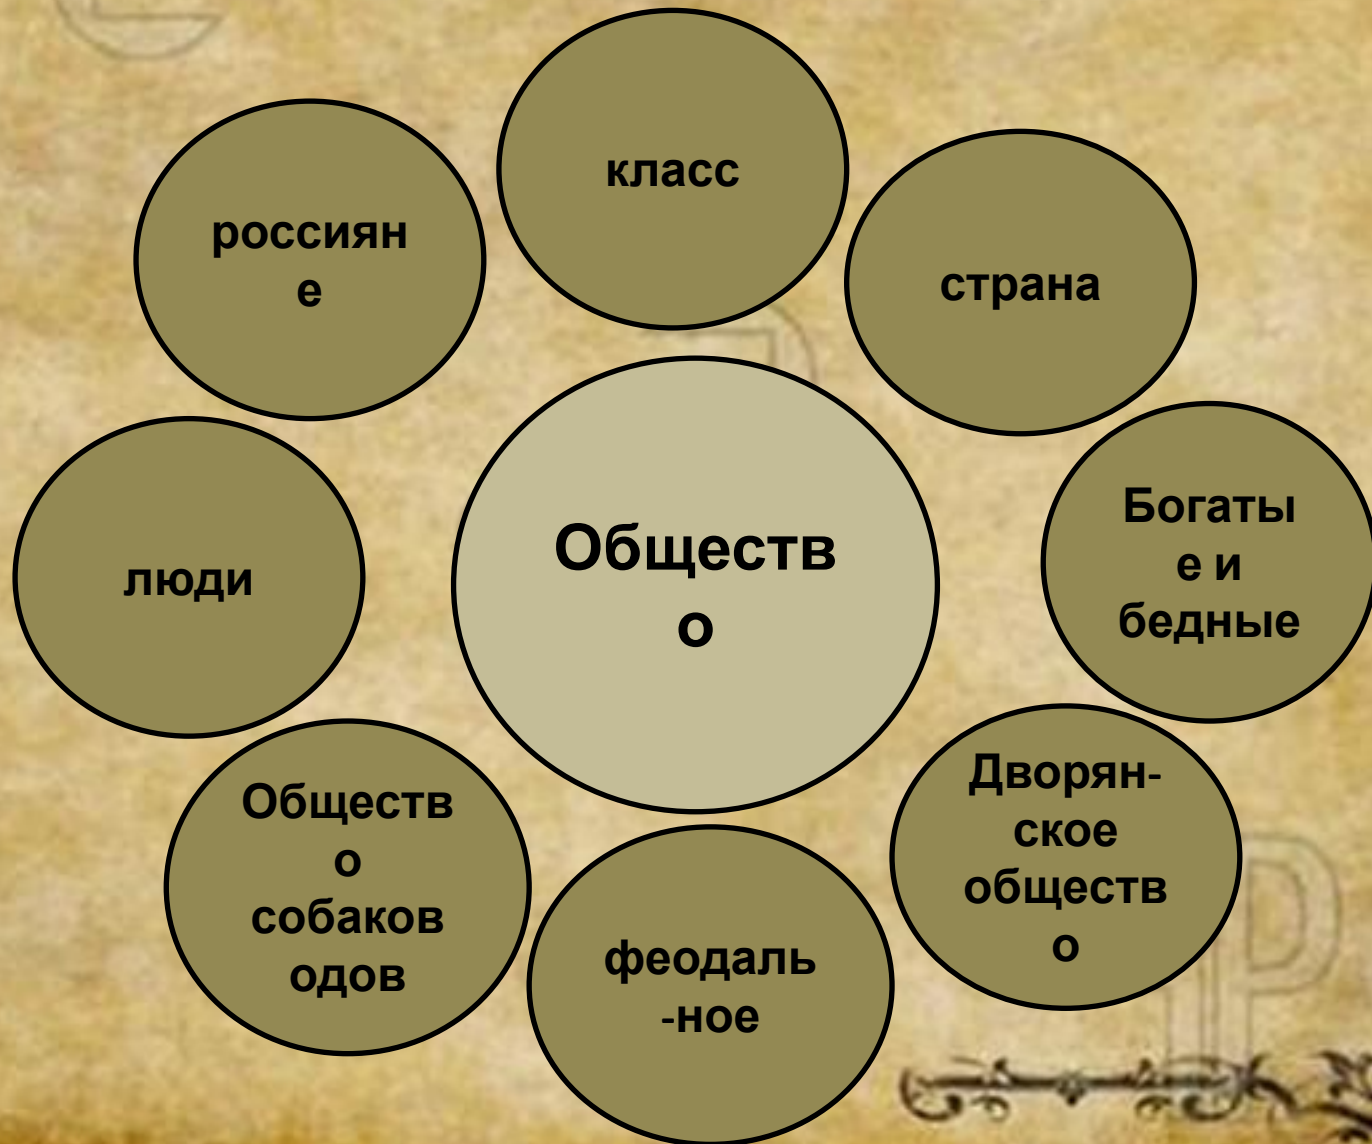 класс
россиян
е
страна
Богаты
е и
бедные
Обществ
о
люди
Дворян-
ское
обществ
о
Обществ
о
собаков
одов
феодаль
-ное